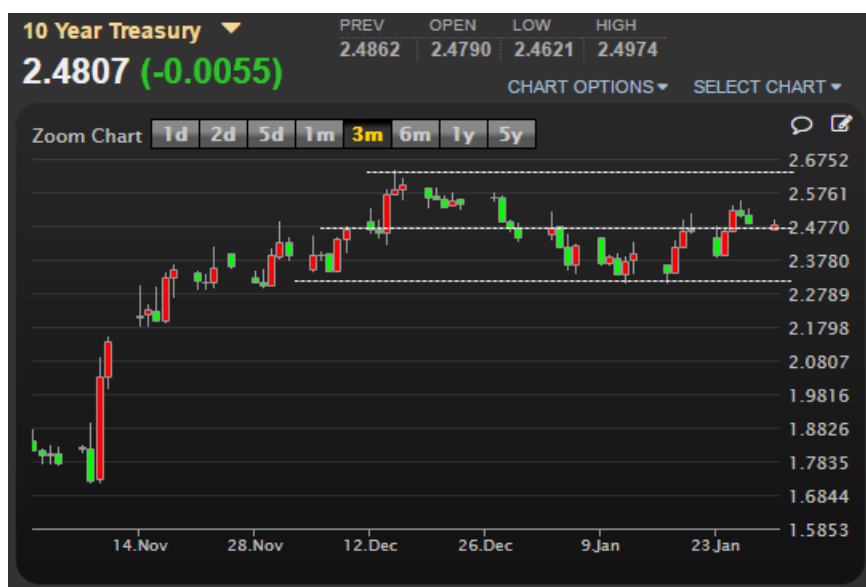 10 Year Treasury
PREV OPEN LOW HIGH
2.4862 2.4790 2.4621 2.4974
2.4807 (-0.0055)
CHART OPTIONS SELECT CHART
Zoom Chart 1d 2d 5d 1m 3m 6m 1y 5y
2.6752
2.5761
2.4770
2.3780
2.2789
2.1798
2.0807
1.9816
1.8826
1.7835
1.6844
1.5853
14.Nov 28.Nov 12.Dec 26.Dec 9.Jan 23.Jan